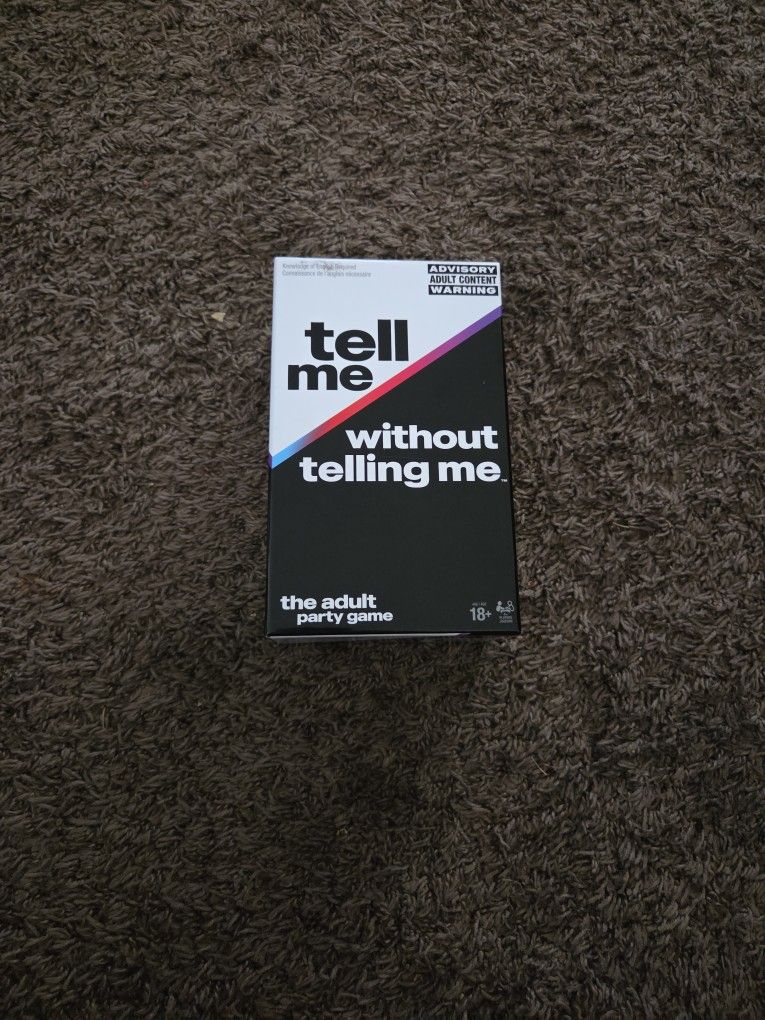 Knowledge of English Required
Connaissance de l'anglais nécessaire
ADVISORY
ADULT CONTENT
WARNING
tell
me
without
telling me
the adult
party game
18+